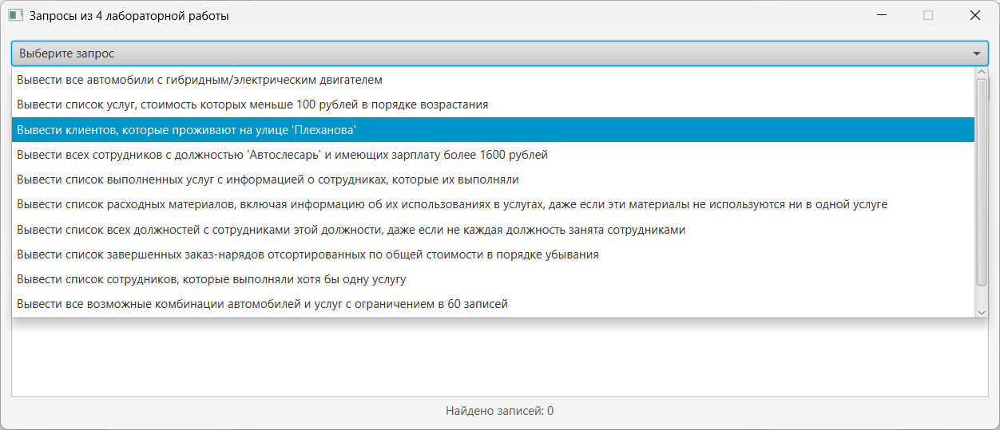 Запросы из 4 лабораторной работы
Выберите запрос
Вывести все автомобили с гибридным/электрическим двигателем
Вывести список услуг, стоимость которых меньше 100 рублей в порядке возрастания
Вывести клиентов, которые проживают на улице 'Плеханова'
Вывести всех сотрудников с должностью 'Автослесарь' и имеющих зарплату более 1600 рублей
Вывести список выполненных услуг с информацией о сотрудниках, которые их выполняли
Вывести список расходных материалов, включая информацию об их использованиях в услугах, даже если эти материалы не используются ни в одной услуге
Вывести список всех должностей с сотрудниками этой должности, даже если не каждая должность занята сотрудниками
Вывести список завершенных заказ-нарядов отсортированных по общей стоимости в порядке убывания
Вывести список сотрудников, которые выполняли хотя бы одну услугу
Вывести все возможные комбинации автомобилей и услуг с ограничением в 60 записей
Найдено записей: 0